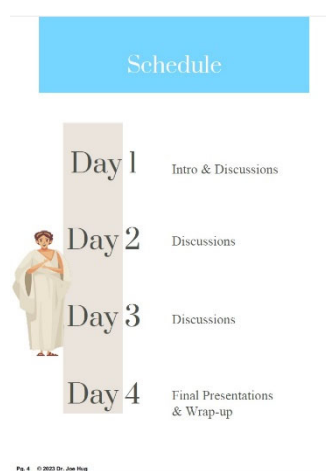 Schedule
Day 1
Intro & Discussions
Day 2
Discussions
Day 3
Discussions
Day 4
Final Presentations
& Wrap-up
Pg. 4 © 2023 Dr. Jae Hug